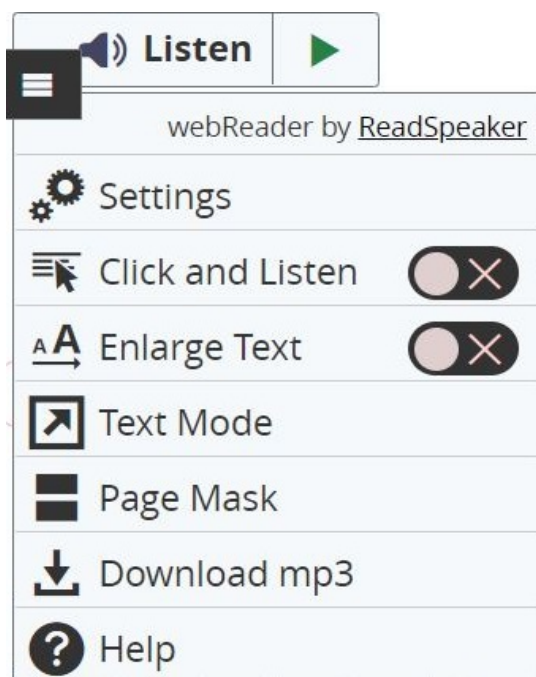 Listen
webReader by ReadSpeaker
Settings
Click and Listen
Enlarge Text
Text Mode
Page Mask
Download mp3
Help